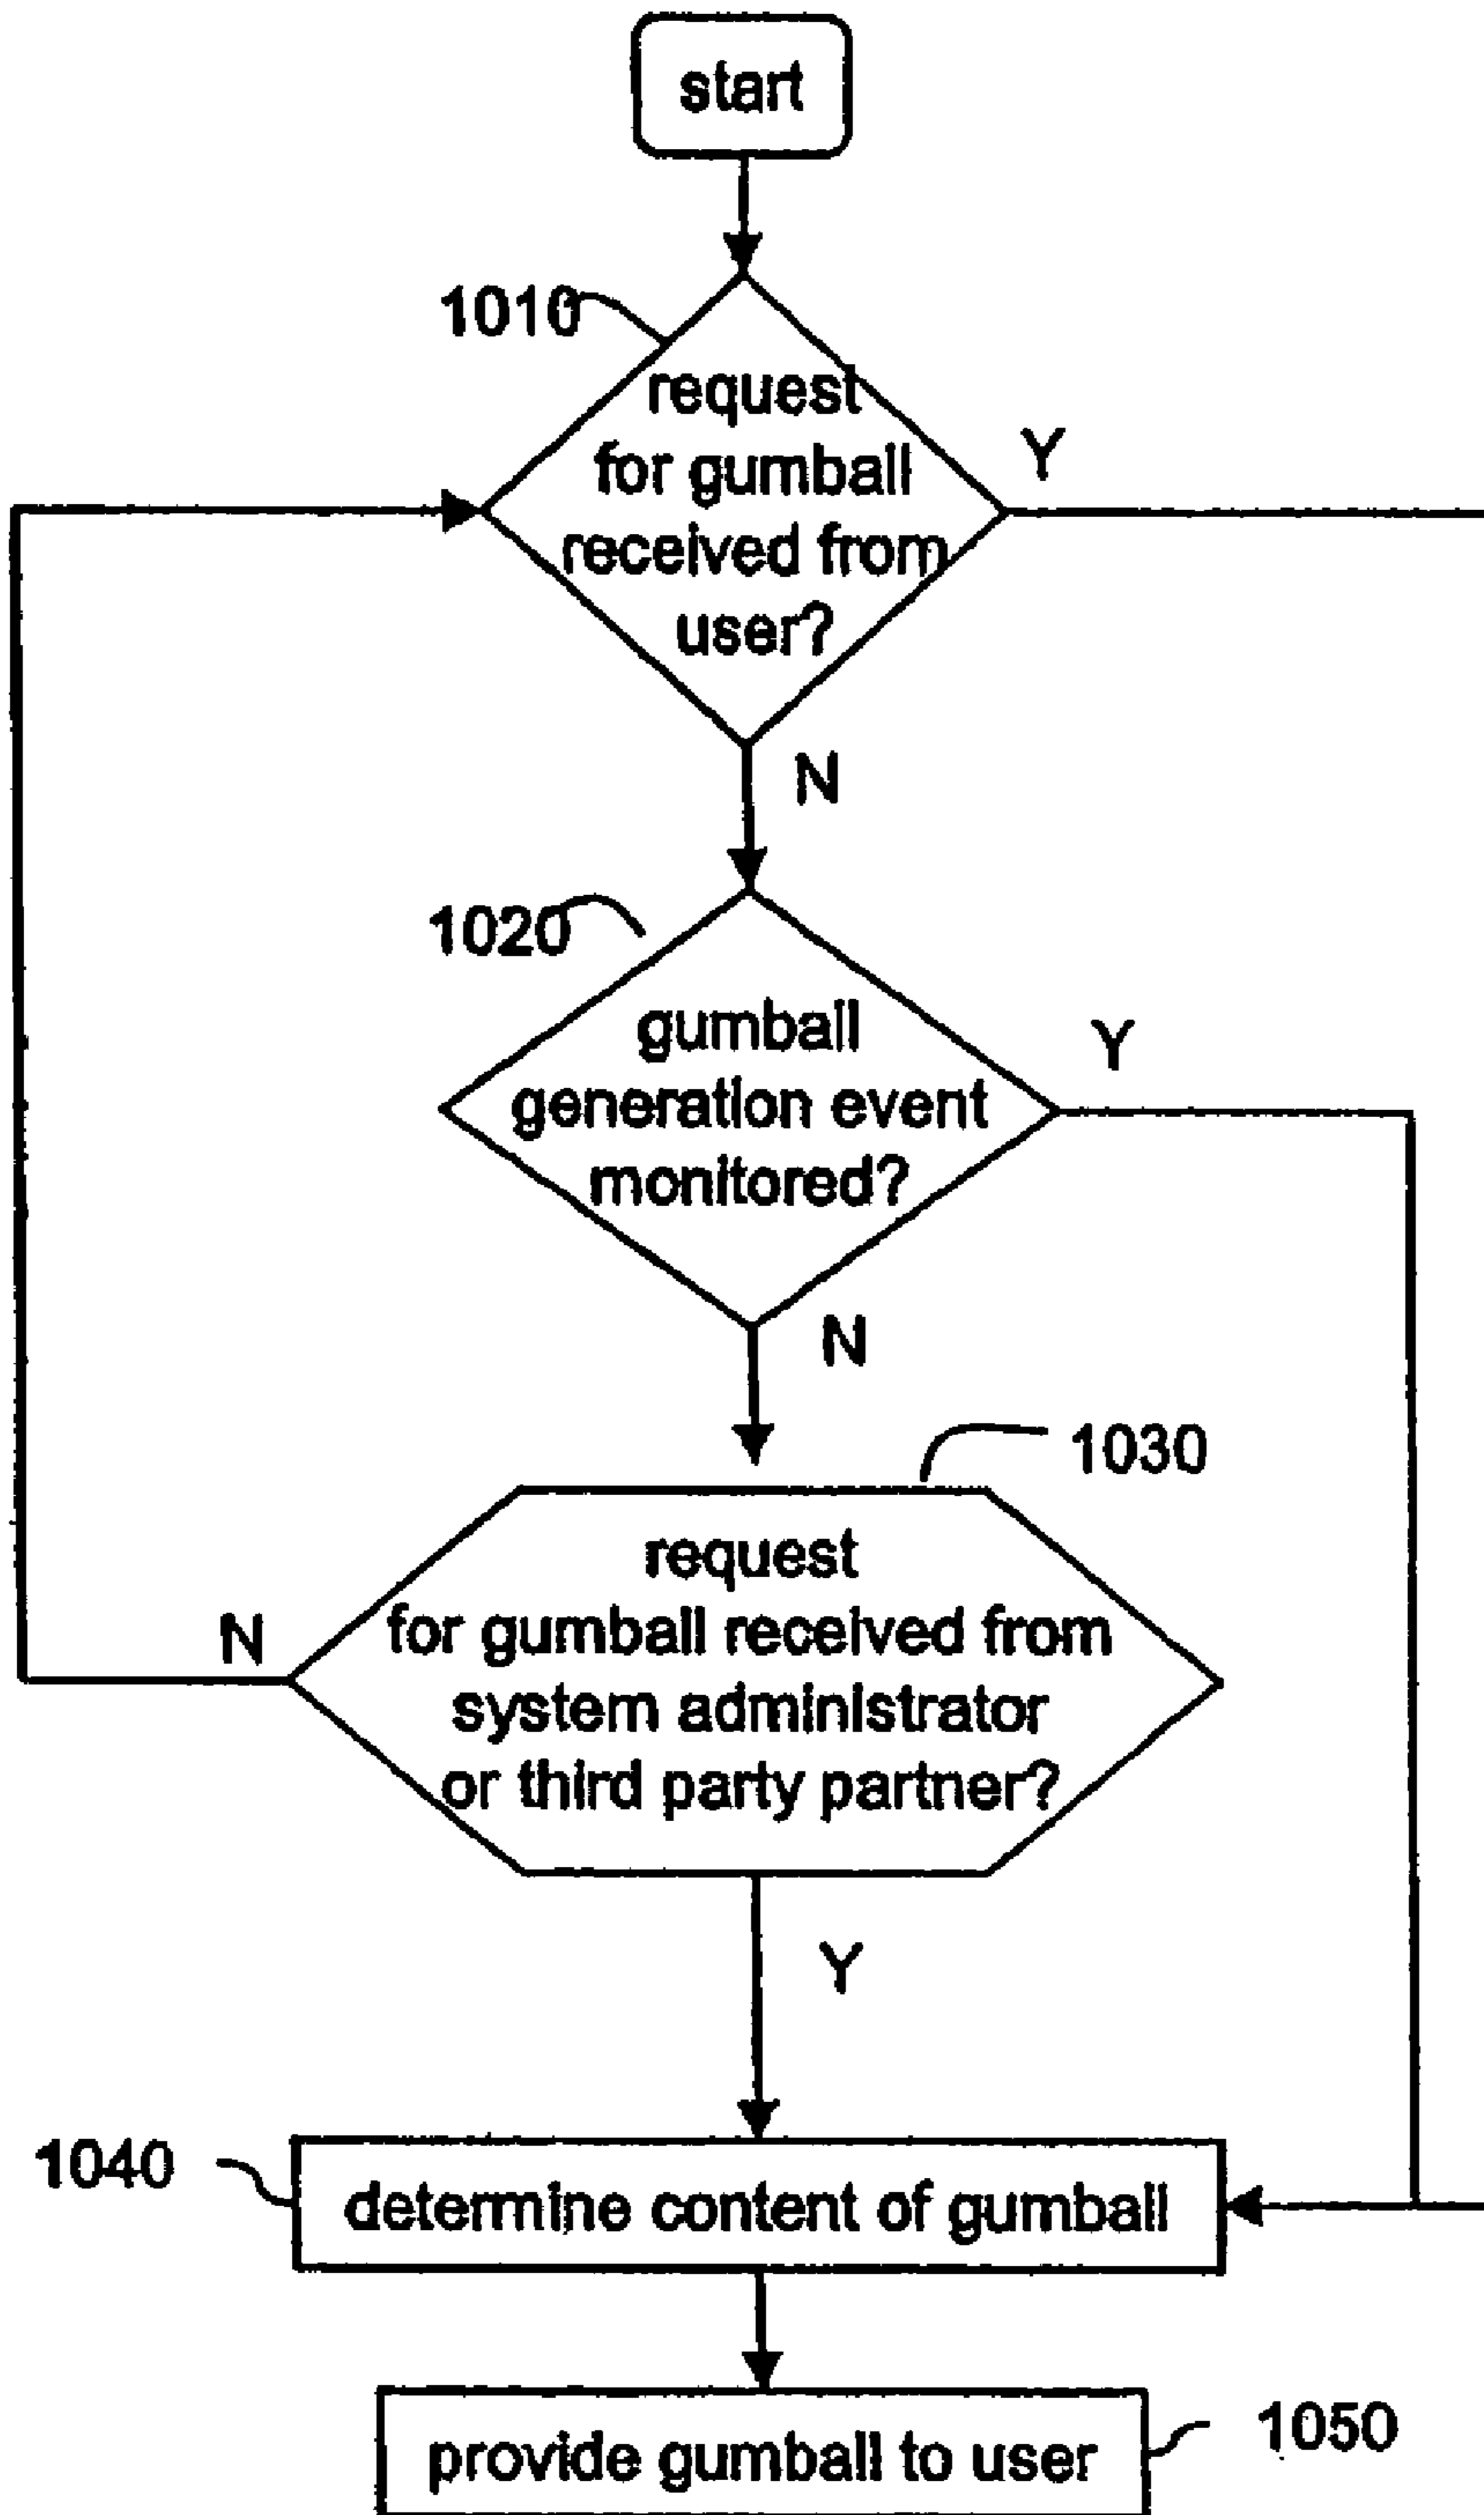 start
1010
request
for gumball
received from
user?
Y
N
1020
gumball
generation event
monitored?
Y
N
1030
request
for gumball received from
system administrator
or third party partner?
N
Y
1040
determine content of gumball
provide gumball to user
1050